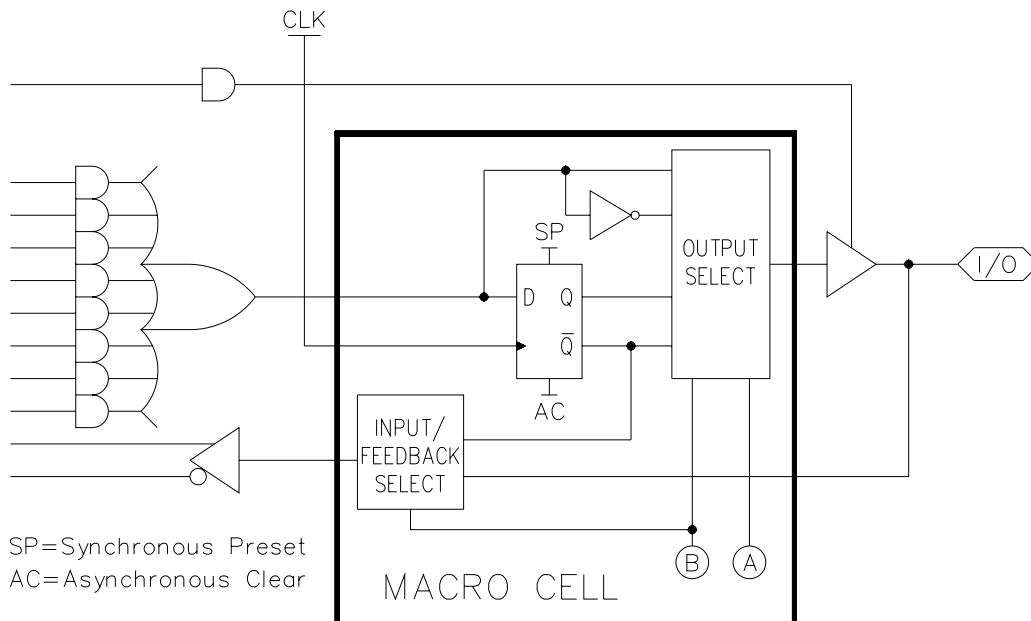 CLK
SP
OUTPUT
SELECT
I/O
D Q
Q̅
AC
INPUT/
FEEDBACK
SELECT
SP=Synchronous Preset
AC=Asynchronous Clear
B A
MACRO CELL